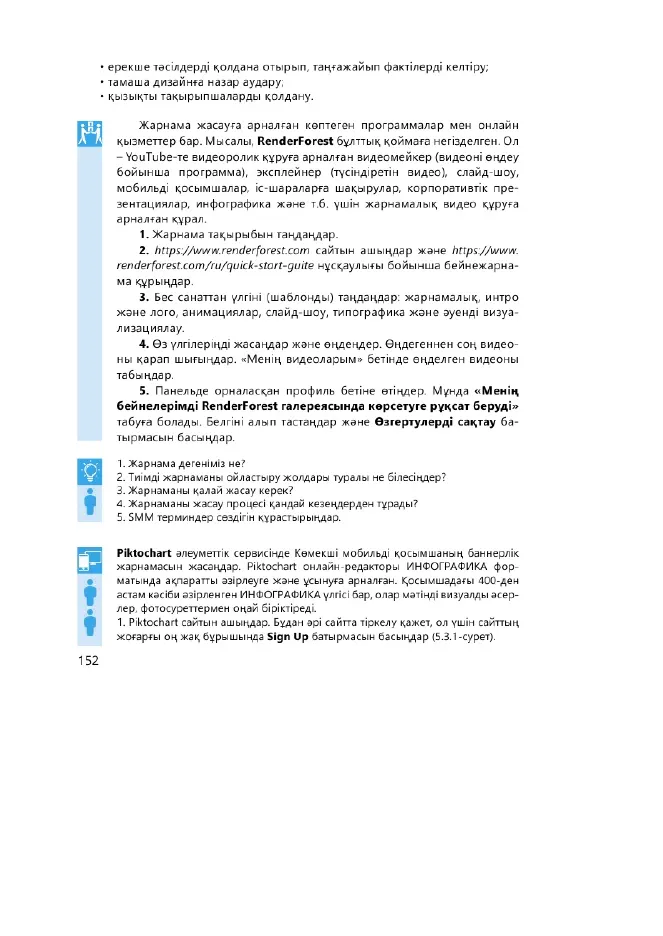 • ерекше тәсілдерді қолдана отырып, таңғажайып фактілерді келтіру;
• тамаша дизайнға назар аудару;
• қызықты тақырыпшаларды қолдану.
Жарнама жасауға арналған көптеген программалар мен онлайн
қызметтер бар. Мысалы, RenderForest бұлттық қоймаға негізделген. Ол
– YouTube-те видеоролик құруға арналған видеомейкер (видеоні өңдеу
бойынша программа), эксплейнер (түсіндіретін видео), слайд-шоу,
мобильді қосымшалар, іс-шараларға шақырулар, корпоративтік пре-
зентациялар, инфографика және т.б. үшін жарнамалық видео құруға
арналған құрал.
1. Жарнама тақырыбын таңдаңдар.
2. https://www.renderforest.com сайтын ашыңдар және https://www.
renderforest.com/ru/quick-start-guite нұсқаулығы бойынша бейнежарна-
ма құрыңдар.
3. Бес санаттан үлгіні (шаблонды) таңдаңдар: жарнамалық, интро
және лого, анимациялар, слайд-шоу, типографика және әуенді визуа-
лизациялау.
4. Өз үлгілеріңді жасаңдар және өңдеңдер. Өңдегеннен соң видео-
ны қарап шығыңдар. «Менің видеоларым» бетінде өңделген видеоны
табыңдар.
5. Панельде орналасқан профиль бетіне өтіңдер. Мұнда «Менің
бейнелерімді RenderForest галереясында көрсетуге рұқсат беруді»
табуға болады. Белгіні алып тастаңдар және Өзгертулерді сақтау ба-
тырмасын басыңдар.
1. Жарнама дегеніміз не?
2. Тиімді жарнаманы ойластыру жолдары туралы не білесіңдер?
3. Жарнаманы қалай жасау керек?
4. Жарнаманы жасау процесі қандай кезеңдерден тұрады?
5. SMM терминдер сөздігін құрастырыңдар.
Piktochart әлеуметтік сервисінде Көмекші мобильді қосымшаның баннерлік
жарнамасын жасаңдар. Piktochart онлайн-редакторы ИНФОГРАФИКА фор-
матында ақпаратты әзірлеуге және ұсынуға арналған. Қосымшадағы 400-ден
астам кәсіби әзірленген ИНФОГРАФИКА үлгісі бар, олар мәтінді визуалды әсер-
лер, фотосуреттермен оңай біріктіреді.
1. Piktochart сайтын ашыңдар. Бұдан әрі сайтта тіркелу қажет, ол үшін сайттың
жоғарғы оң жақ бұрышында Sign Up батырмасын басыңдар (5.3.1-сурет).
152